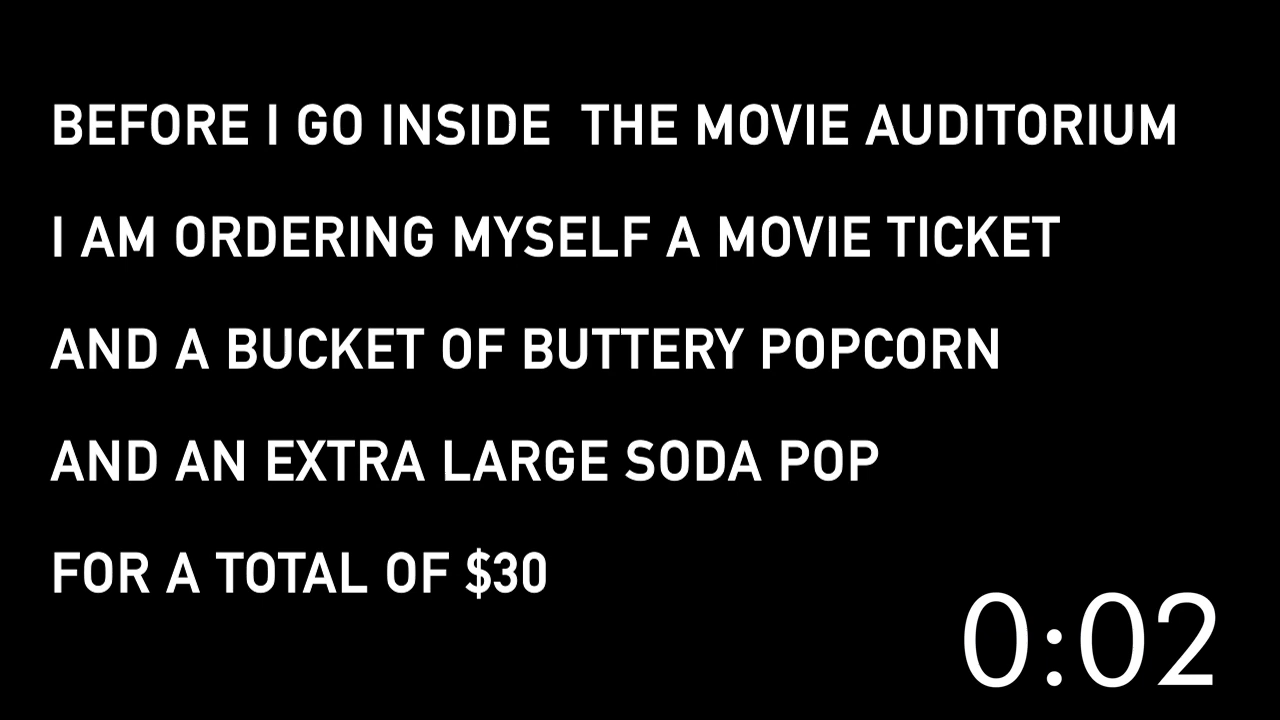 BEFORE I GO INSIDE  THE MOVIE AUDITORIUM
I AM ORDERING MYSELF A MOVIE TICKET
AND A BUCKET OF BUTTERY POPCORN
AND AN EXTRA LARGE SODA POP
FOR A TOTAL OF $30
0:02